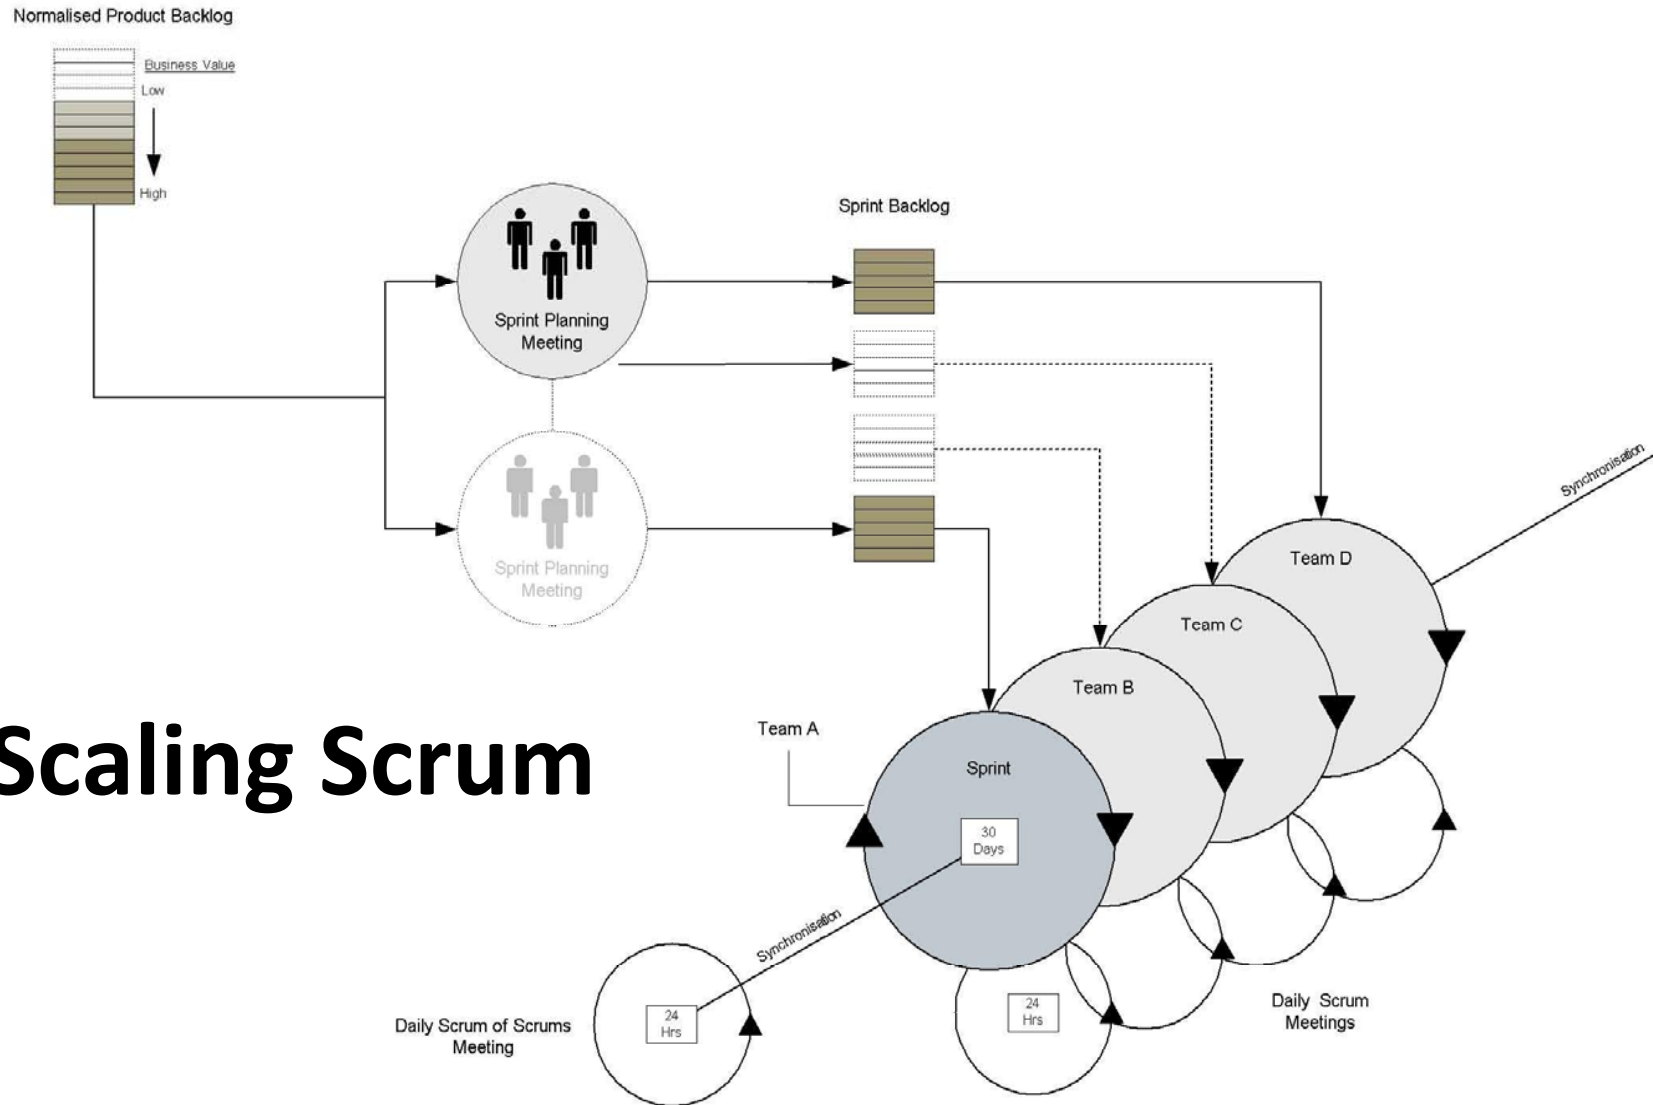 Normalised Product Backlog
Business Value
Low
High
Sprint Planning
Meeting
Sprint Backlog
Sprint Planning
Meeting
Synchronisation
Team D
Team C
Team B
Team A
Scaling Scrum
Sprint
30
Days
Synchronisation
24
Hrs
Daily Scrum of Scrums
Meeting
24
Hrs
Daily Scrum
Meetings